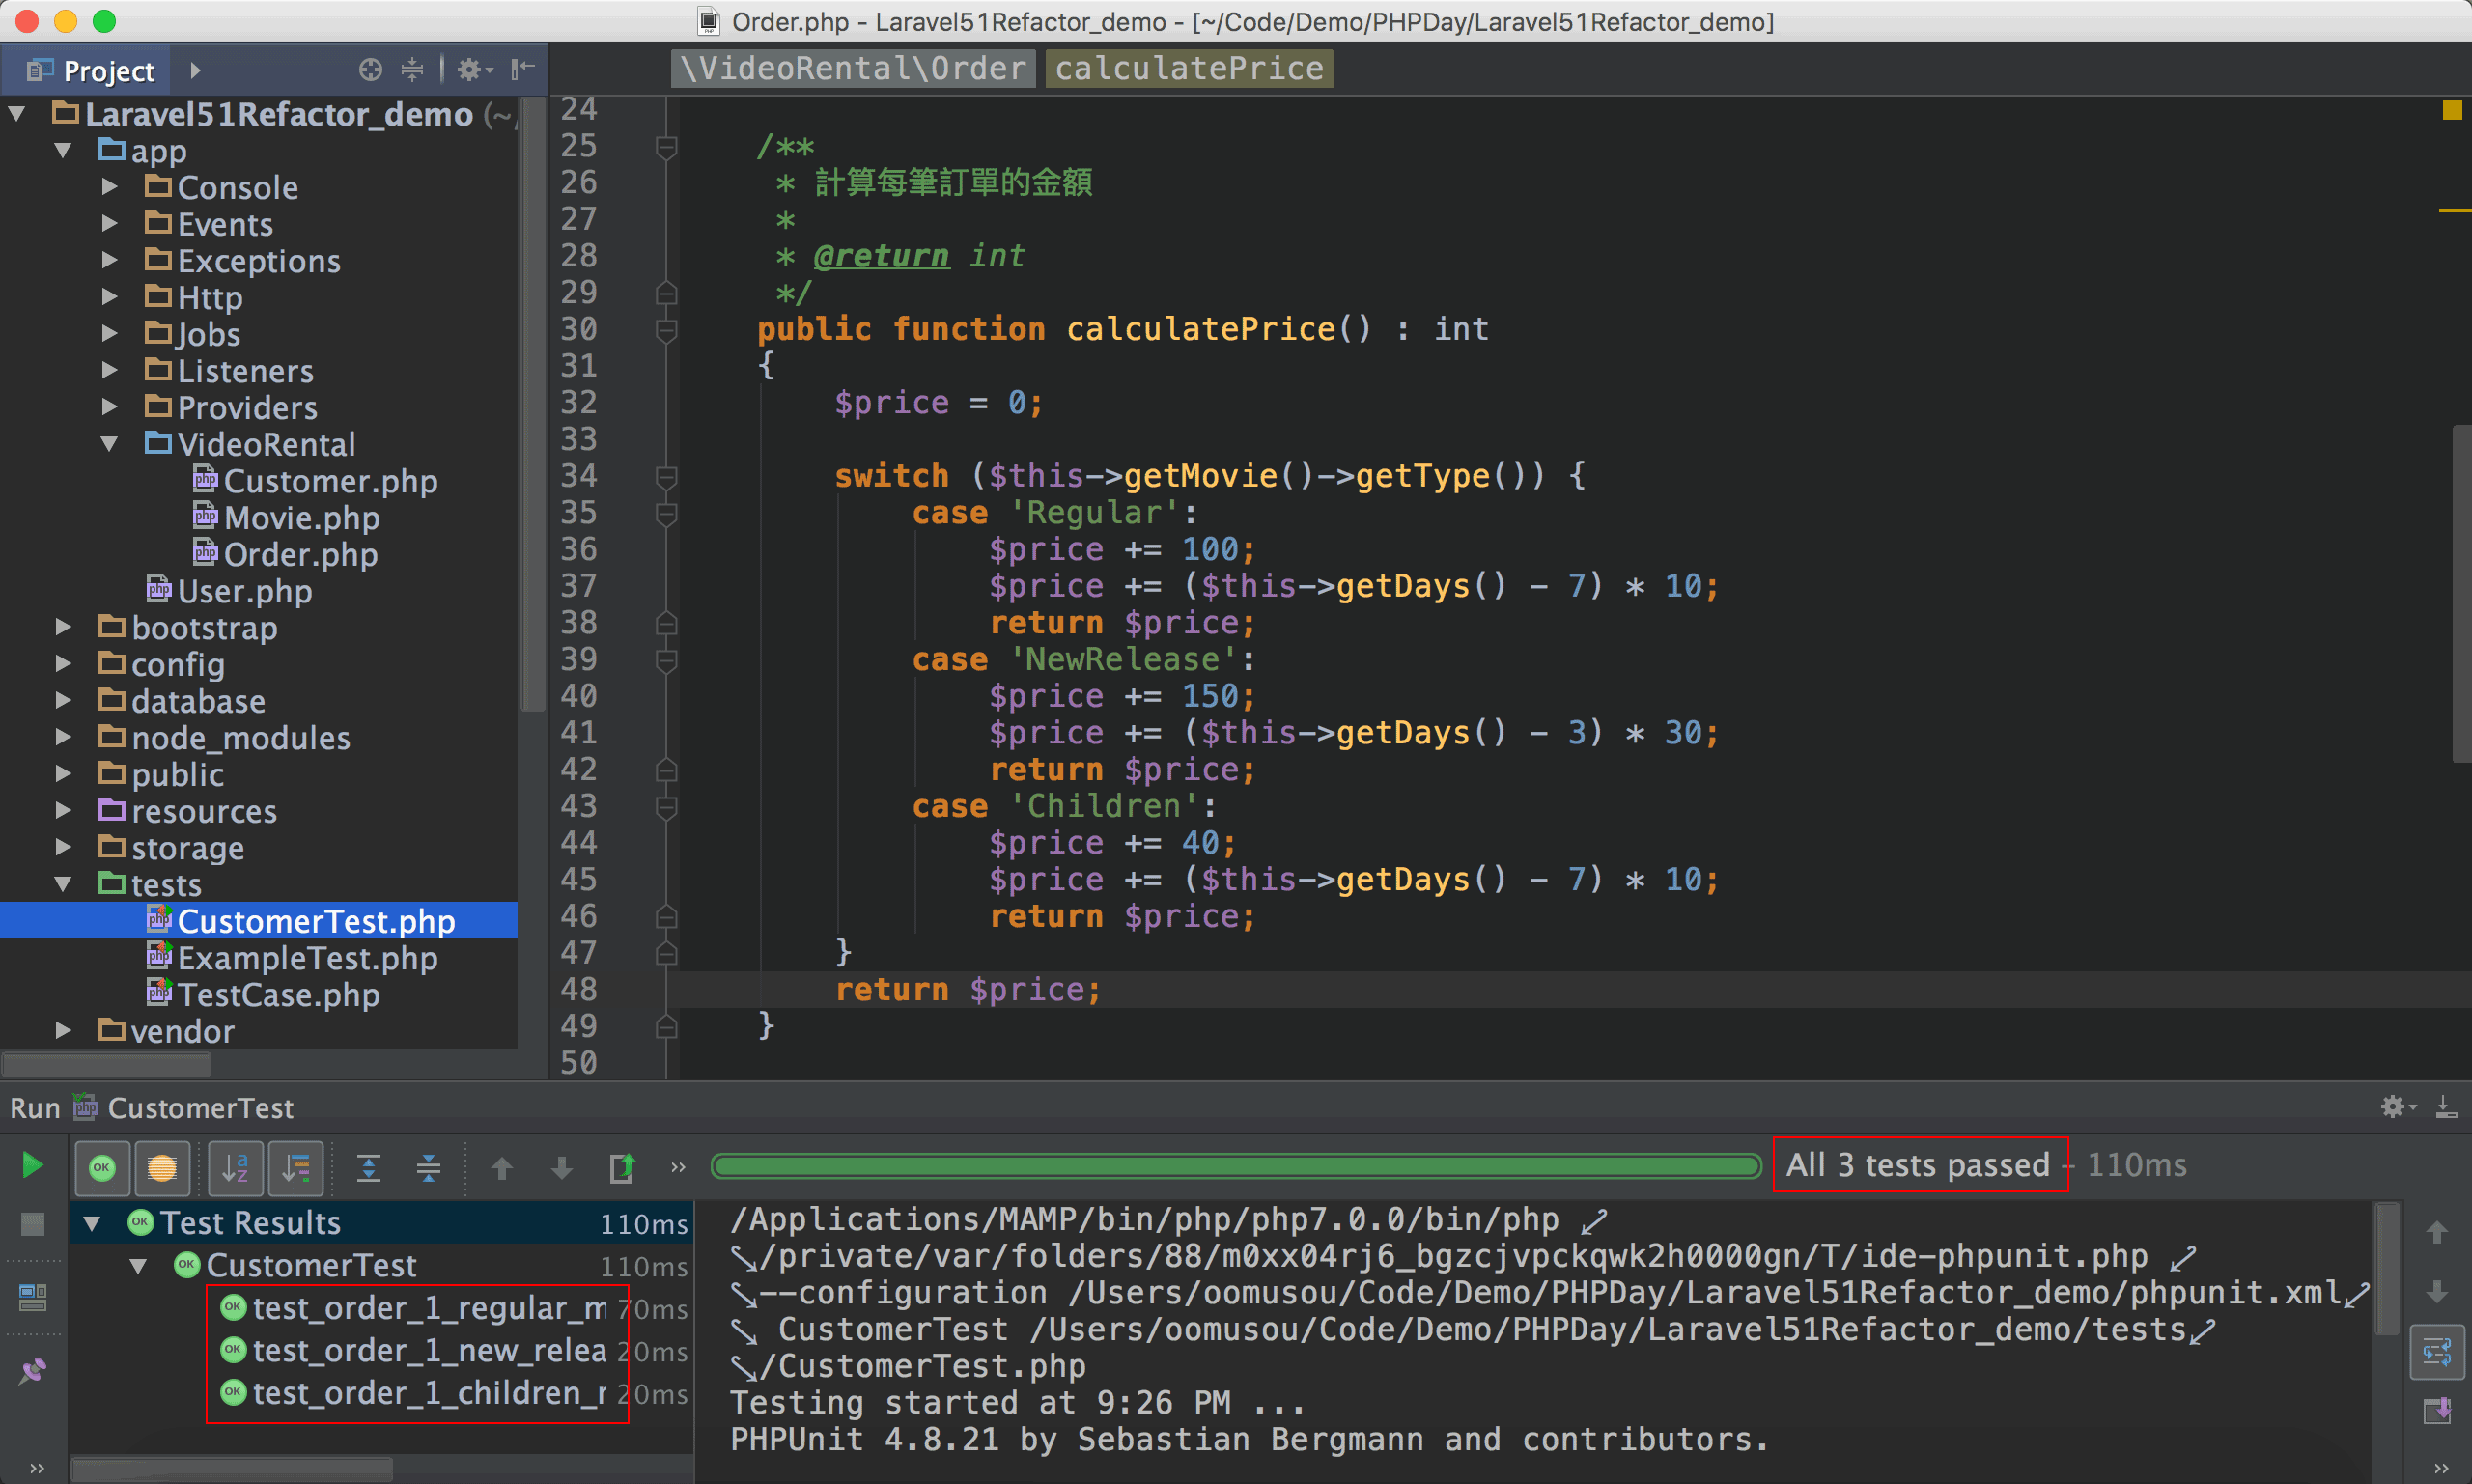 Order.php - Laravel51Refactor_demo - [~/Code/Demo/PHPDay/Laravel51Refactor_demo]
Project
\VideoRental\Order calculatePrice
Laravel51Refactor_demo (~/
app
Console
Events
Exceptions
Http
Jobs
Listeners
Providers
VideoRental
Customer.php
Movie.php
Order.php
User.php
bootstrap
config
database
node_modules
public
resources
storage
tests
CustomerTest.php
ExampleTest.php
TestCase.php
vendor
24
25 /**
26 * 計算每筆訂單的金額
27 *
28 * @return int
29 */
30 public function calculatePrice() : int
31 {
32 $price = 0;
33
34 switch ($this->getMovie()->getType()) {
35 case 'Regular':
36 $price += 100;
37 $price += ($this->getDays() - 7) * 10;
38 return $price;
39 case 'NewRelease':
40 $price += 150;
41 $price += ($this->getDays() - 3) * 30;
42 return $price;
43 case 'Children':
44 $price += 40;
45 $price += ($this->getDays() - 7) * 10;
46 return $price;
47 }
48 return $price;
49 }
50
Run CustomerTest
All 3 tests passed - 110ms
Test Results 110ms
CustomerTest 110ms
test_order_1_regular_m 70ms
test_order_1_new_relea 20ms
test_order_1_children_r 20ms
/Applications/MAMP/bin/php/php7.0.0/bin/php
/private/var/folders/88/m0xx04rj6_bgzcjvpckqwk2h0000gn/T/ide-phpunit.php
--configuration /Users/oomusou/Code/Demo/PHPDay/Laravel51Refactor_demo/phpunit.xml
CustomerTest /Users/oomusou/Code/Demo/PHPDay/Laravel51Refactor_demo/tests
/CustomerTest.php
Testing started at 9:26 PM ...
PHPUnit 4.8.21 by Sebastian Bergmann and contributors.